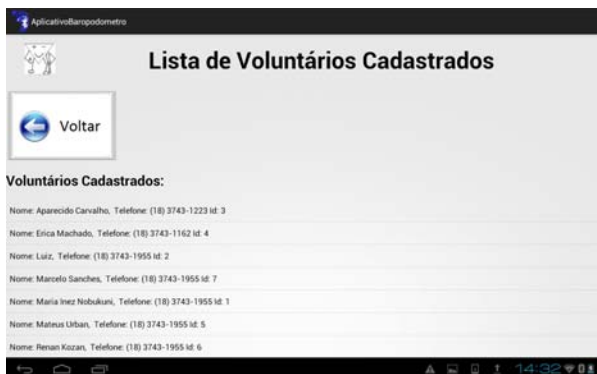 AplicativoBaropodometro
Lista de Voluntários Cadastrados
Voltar
Voluntários Cadastrados:
Nome: Aparecido Carvalho, Telefone: (18) 3743-1223 Id: 3
Nome: Erica Machado, Telefone: (18) 3743-1162 Id: 4
Nome: Luiz, Telefone: (18) 3743-1955 Id: 2
Nome: Marcelo Sanches, Telefone: (18) 3743-1955 Id: 7
Nome: Maria Inez Nobukuni, Telefone: (18) 3743-1955 Id: 1
Nome: Mateus Urban, Telefone: (18) 3743-1955 Id: 5
Nome: Renan Kozan, Telefone: (18) 3743-1955 Id: 6
14:32